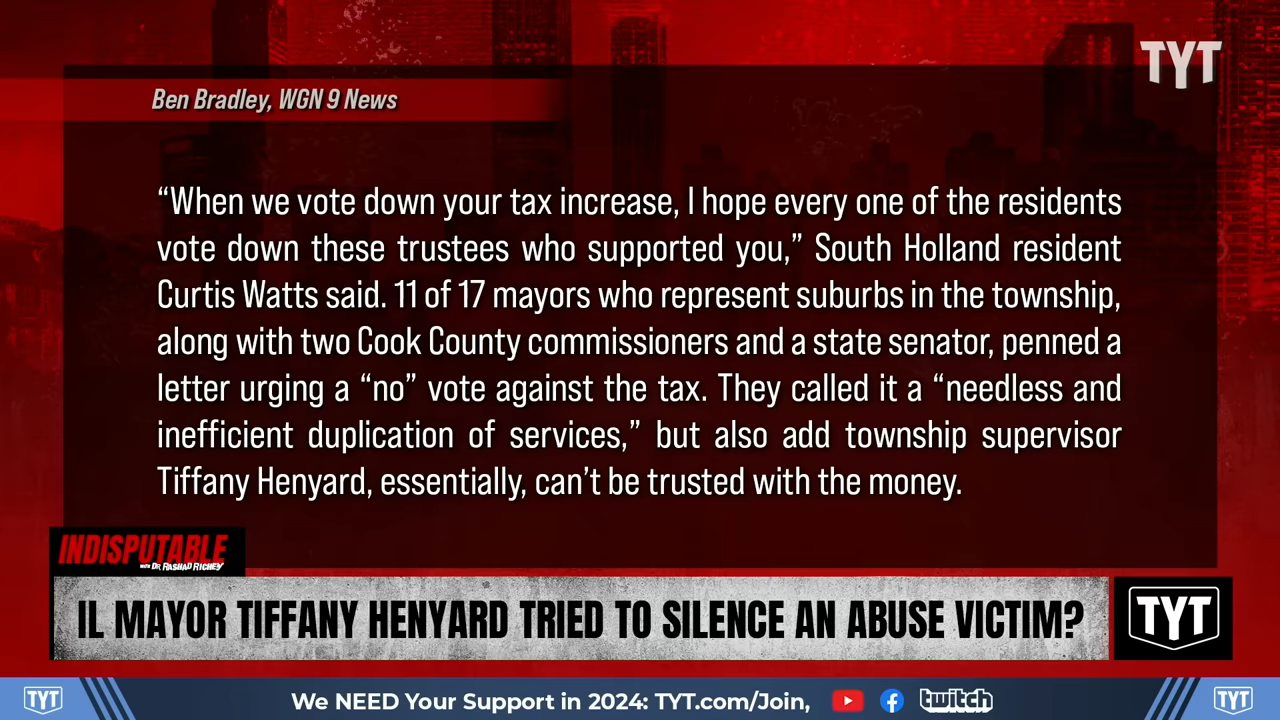 TYT
Ben Bradley, WGN 9 News
“When we vote down your tax increase, I hope every one of the residents
vote down these trustees who supported you,” South Holland resident
Curtis Watts said. 11 of 17 mayors who represent suburbs in the township,
along with two Cook County commissioners and a state senator, penned a
letter urging a “no” vote against the tax. They called it a “needless and
inefficient duplication of services,” but also add township supervisor
Tiffany Henyard, essentially, can’t be trusted with the money.
INDISPUTABLE
WITH DR. RASHAD RICHEY
IL MAYOR TIFFANY HENYARD TRIED TO SILENCE AN ABUSE VICTIM?
TYT
TYT
We NEED Your Support in 2024: TYT.com/Join,
twitch
TYT